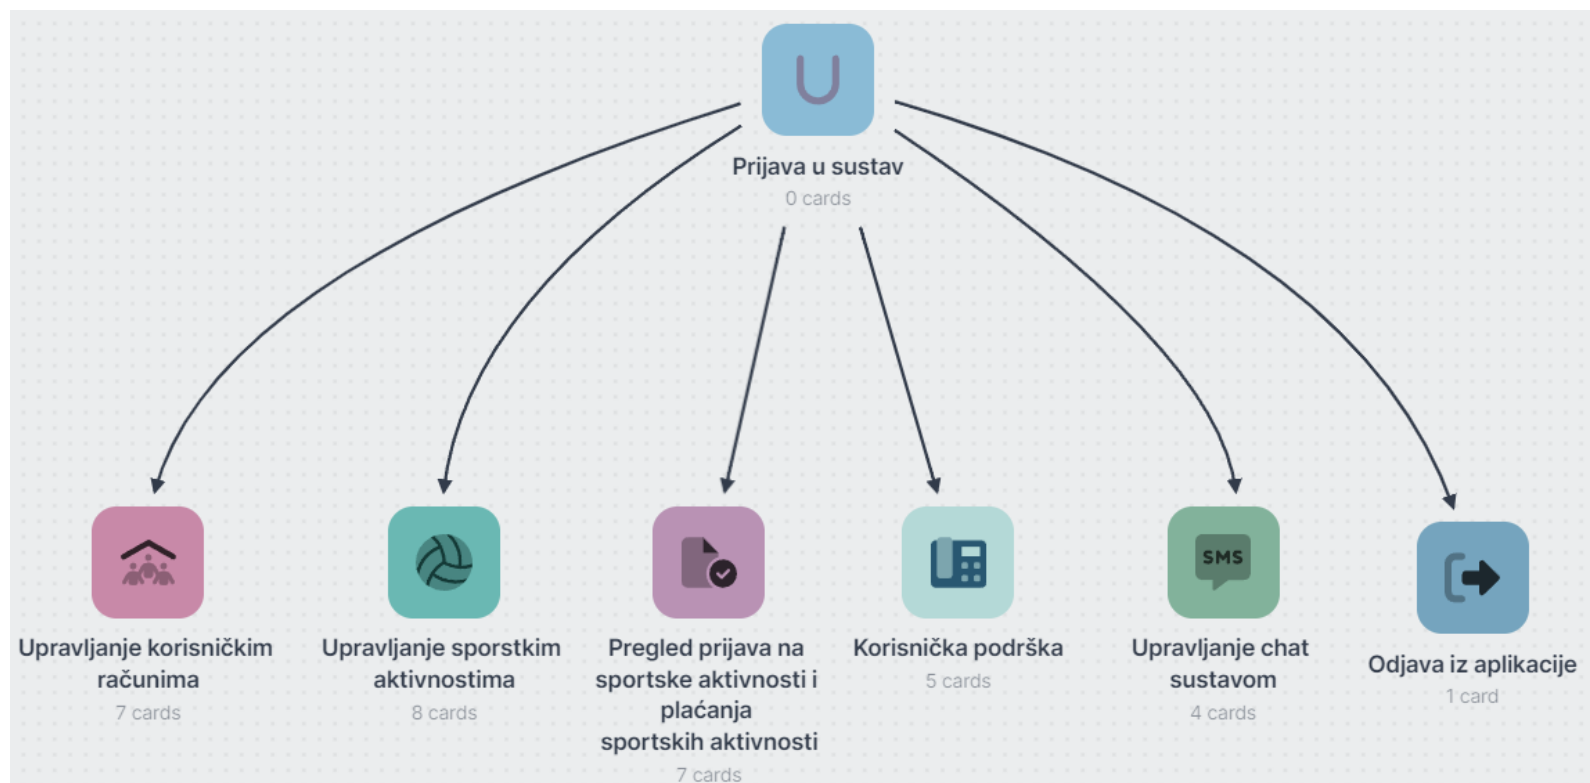 U
Prijava u sustav
0 cards
Upravljanje korisničkim
računima
7 cards
Upravljanje sporstkim
aktivnostima
8 cards
Pregled prijava na
sportske aktivnosti i
plaćanja
sportskih aktivnosti
7 cards
Korisnička podrška
5 cards
SMS
Upravljanje chat
sustavom
4 cards
Odjava iz aplikacije
1 card